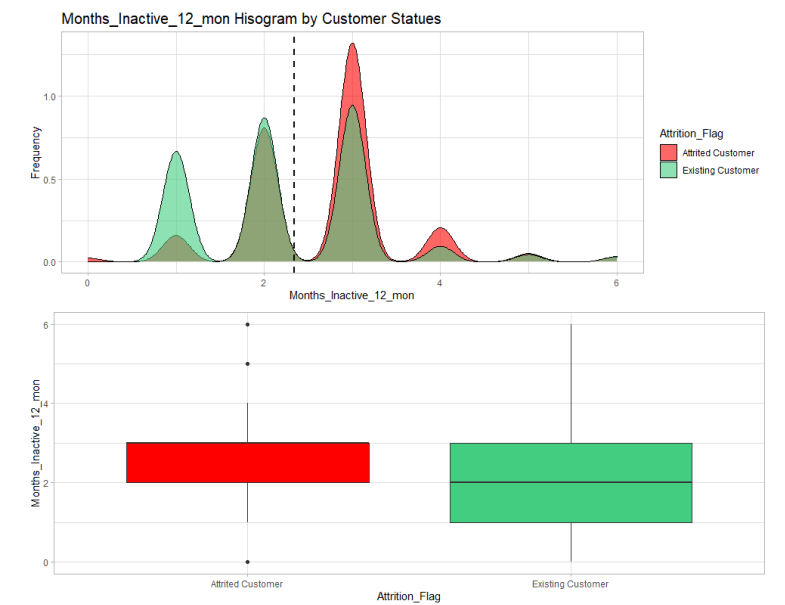 Months_Inactive_12_mon Hisogram by Customer Statues
Frequency
1.0
0.5
0.0
0
2
4
6
Months_Inactive_12_mon
Attrition_Flag
Attrited Customer
Existing Customer
Months_Inactive_12_mon
6
4
2
0
Attrited Customer
Existing Customer
Attrition_Flag